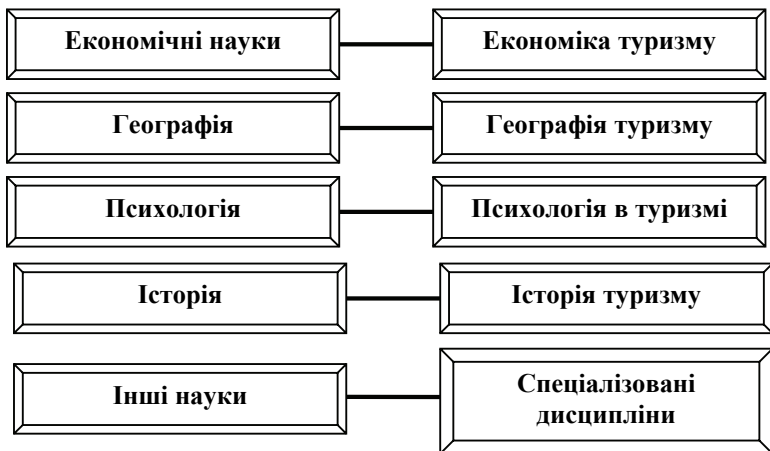 Економічні науки
Економіка туризму
Географія
Географія туризму
Психологія
Психологія в туризмі
Історія
Історія туризму
Інші науки
Спеціалізовані
дисципліни